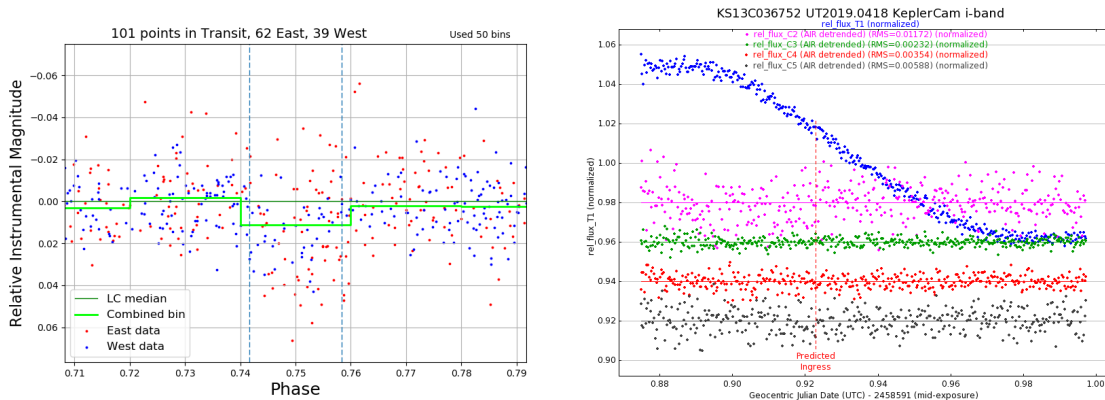 101 points in Transit, 62 East, 39 West
Used 50 bins
Relative Instrumental Magnitude
−0.06
−0.04
−0.02
0.00
0.02
0.04
0.06
LC median
Combined bin
East data
West data
0.71 0.72 0.73 0.74 0.75 0.76 0.77 0.78 0.79
Phase
KS13C036752 UT2019.0418 KeplerCam i-band
rel_flux_T1 (normalized)
rel_flux_C2 (AIR detrended) (RMS=0.01172) (normalized)
rel_flux_C3 (AIR detrended) (RMS=0.00232) (normalized)
rel_flux_C4 (AIR detrended) (RMS=0.00354) (normalized)
rel_flux_C5 (AIR detrended) (RMS=0.00588) (normalized)
rel_flux_T1 (normalized)
1.06
1.04
1.02
1.00
0.98
0.96
0.94
0.92
0.90
Predicted
Ingress
0.88 0.90 0.92 0.94 0.96 0.98 1.00
Geocentric Julian Date (UTC) - 2458591 (mid-exposure)